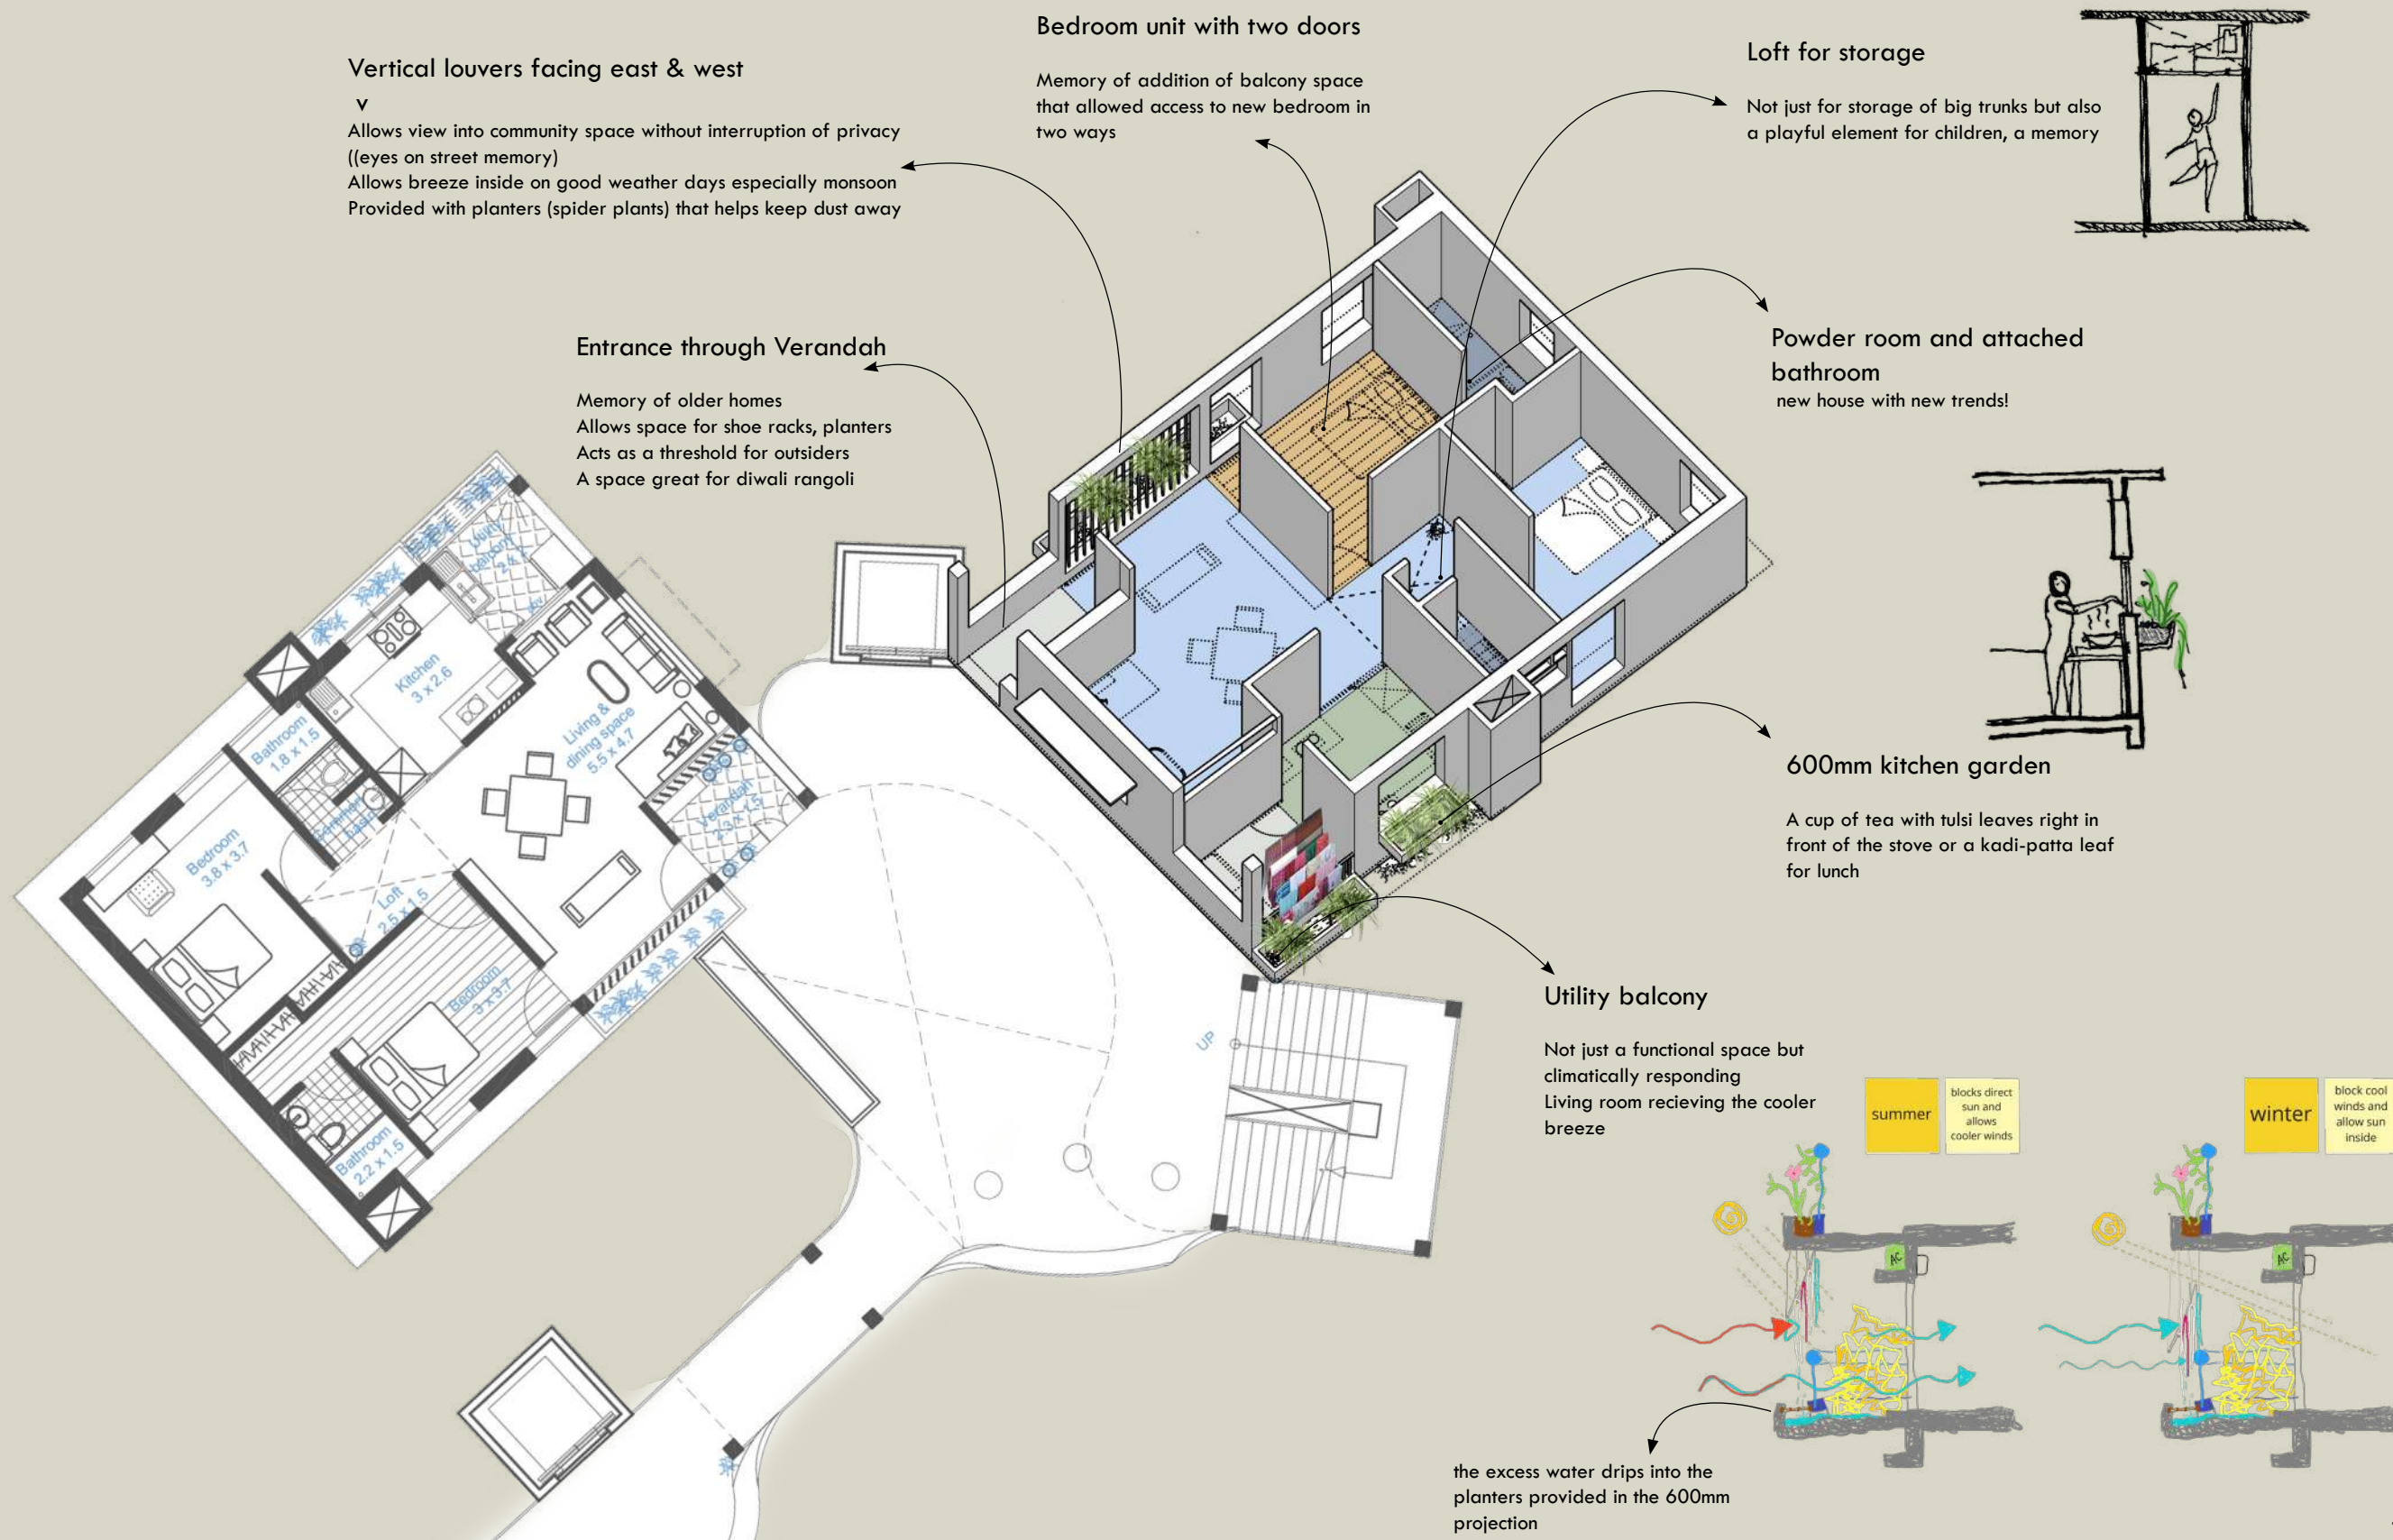 Bedroom unit with two doors
Memory of addition of balcony space
that allowed access to new bedroom in
two ways
Loft for storage
Not just for storage of big trunks but also
a playful element for children, a memory
Vertical louvers facing east & west
v
Allows view into community space without interruption of privacy
((eyes on street memory)
Allows breeze inside on good weather days especially monsoon
Provided with planters (spider plants) that helps keep dust away
Entrance through Verandah
Memory of older homes
Allows space for shoe racks, planters
Acts as a threshold for outsiders
A space great for diwali rangoli
Powder room and attached
bathroom
new house with new trends!
600mm kitchen garden
A cup of tea with tulsi leaves right in
front of the stove or a kadi-patta leaf
for lunch
Utility balcony
Not just a functional space but
climatically responding
Living room recieving the cooler
breeze
summer
blocks direct
sun and
allows
cooler winds
winter
block cool
winds and
allow sun
inside
AC
AC
the excess water drips into the
planters provided in the 600mm
projection
Utility
balcony
Kitchen
3 x 2.6
Bathroom
1.8 x 1.5
Living &
dining space
5.5 x 4.7
Verandah
2.3 x 1.5
Bedroom
3.8 x 3.7
Loft
2.5 x 1.5
Bedroom
3 x 3.7
Bathroom
2.2 x 1.5
UP